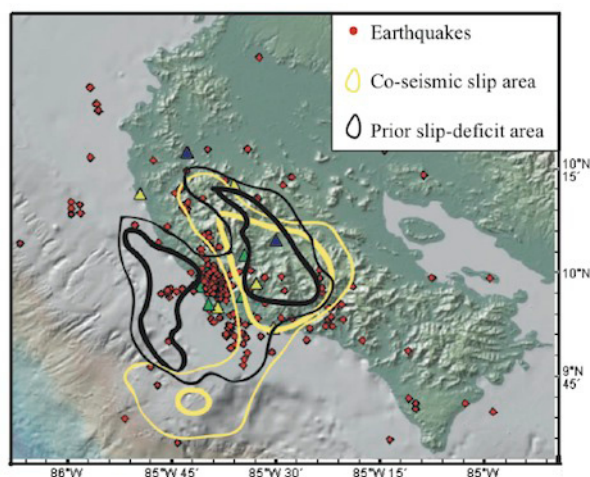 Earthquakes
Co-seismic slip area
Prior slip-deficit area
10°N
15´
10°N
9°N
45´
86°W
85°W 45´
85°W 30´
85°W 15´
85°W